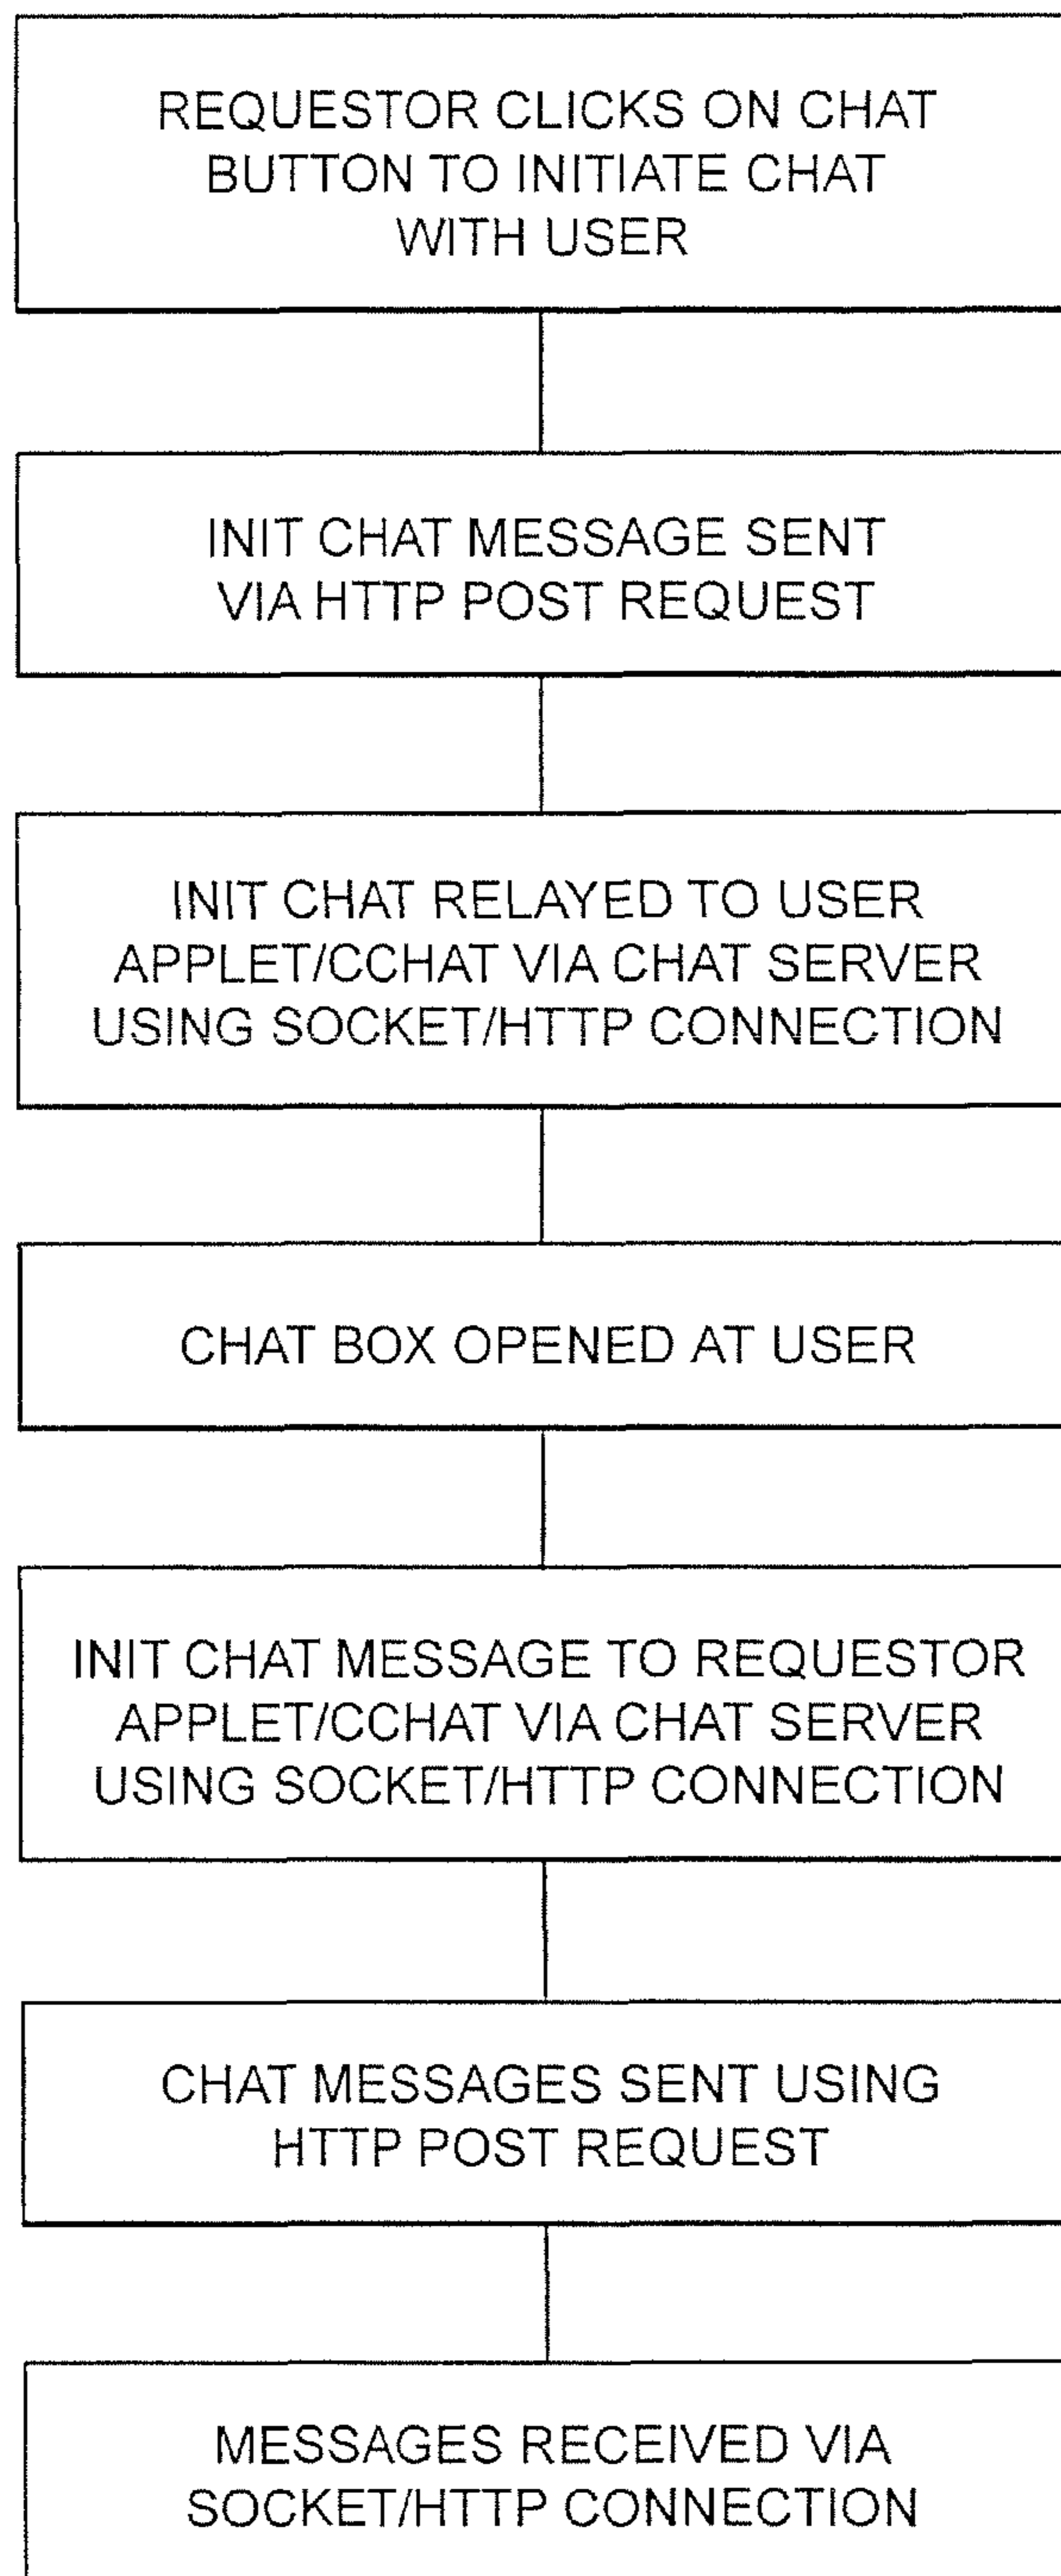 REQUESTOR CLICKS ON CHAT
BUTTON TO INITIATE CHAT
WITH USER
INIT CHAT MESSAGE SENT
VIA HTTP POST REQUEST
INIT CHAT RELAYED TO USER
APPLET/CCHAT VIA CHAT SERVER
USING SOCKET/HTTP CONNECTION
CHAT BOX OPENED AT USER
INIT CHAT MESSAGE TO REQUESTOR
APPLET/CCHAT VIA CHAT SERVER
USING SOCKET/HTTP CONNECTION
CHAT MESSAGES SENT USING
HTTP POST REQUEST
MESSAGES RECEIVED VIA
SOCKET/HTTP CONNECTION